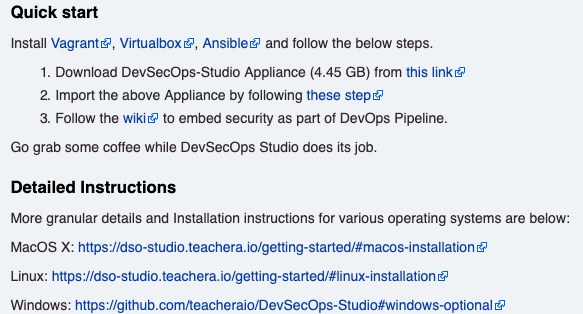 Quick start
Install Vagrant, Virtualbox, Ansible and follow the below steps.
1. Download DevSecOps-Studio Appliance (4.45 GB) from this link
2. Import the above Appliance by following these step
3. Follow the wiki to embed security as part of DevOps Pipeline.
Go grab some coffee while DevSecOps Studio does its job.
Detailed Instructions
More granular details and Installation instructions for various operating systems are below:
MacOS X: https://dso-studio.teachera.io/getting-started/#macos-installation
Linux: https://dso-studio.teachera.io/getting-started/#linux-installation
Windows: https://github.com/teacheraio/DevSecOps-Studio#windows-optional